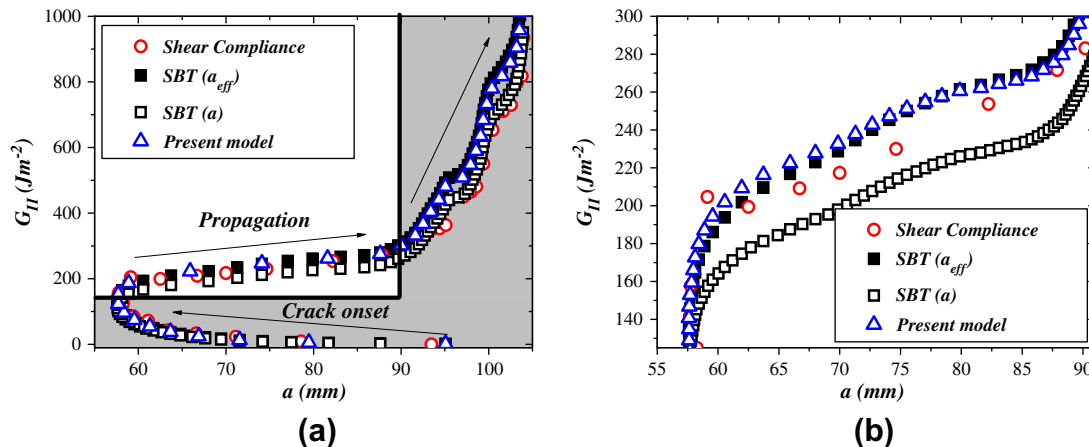 1000
800
600
400
200
0
G_II (Jm^-2)
Shear Compliance
SBT (a_eff)
SBT (a)
Present model
Propagation
Crack onset
60 70 80 90 100
a (mm)
(a)
300
280
260
240
220
200
180
160
140
G_II (Jm^-2)
Shear Compliance
SBT (a_eff)
SBT (a)
Present model
55 60 65 70 75 80 85 90
a (mm)
(b)